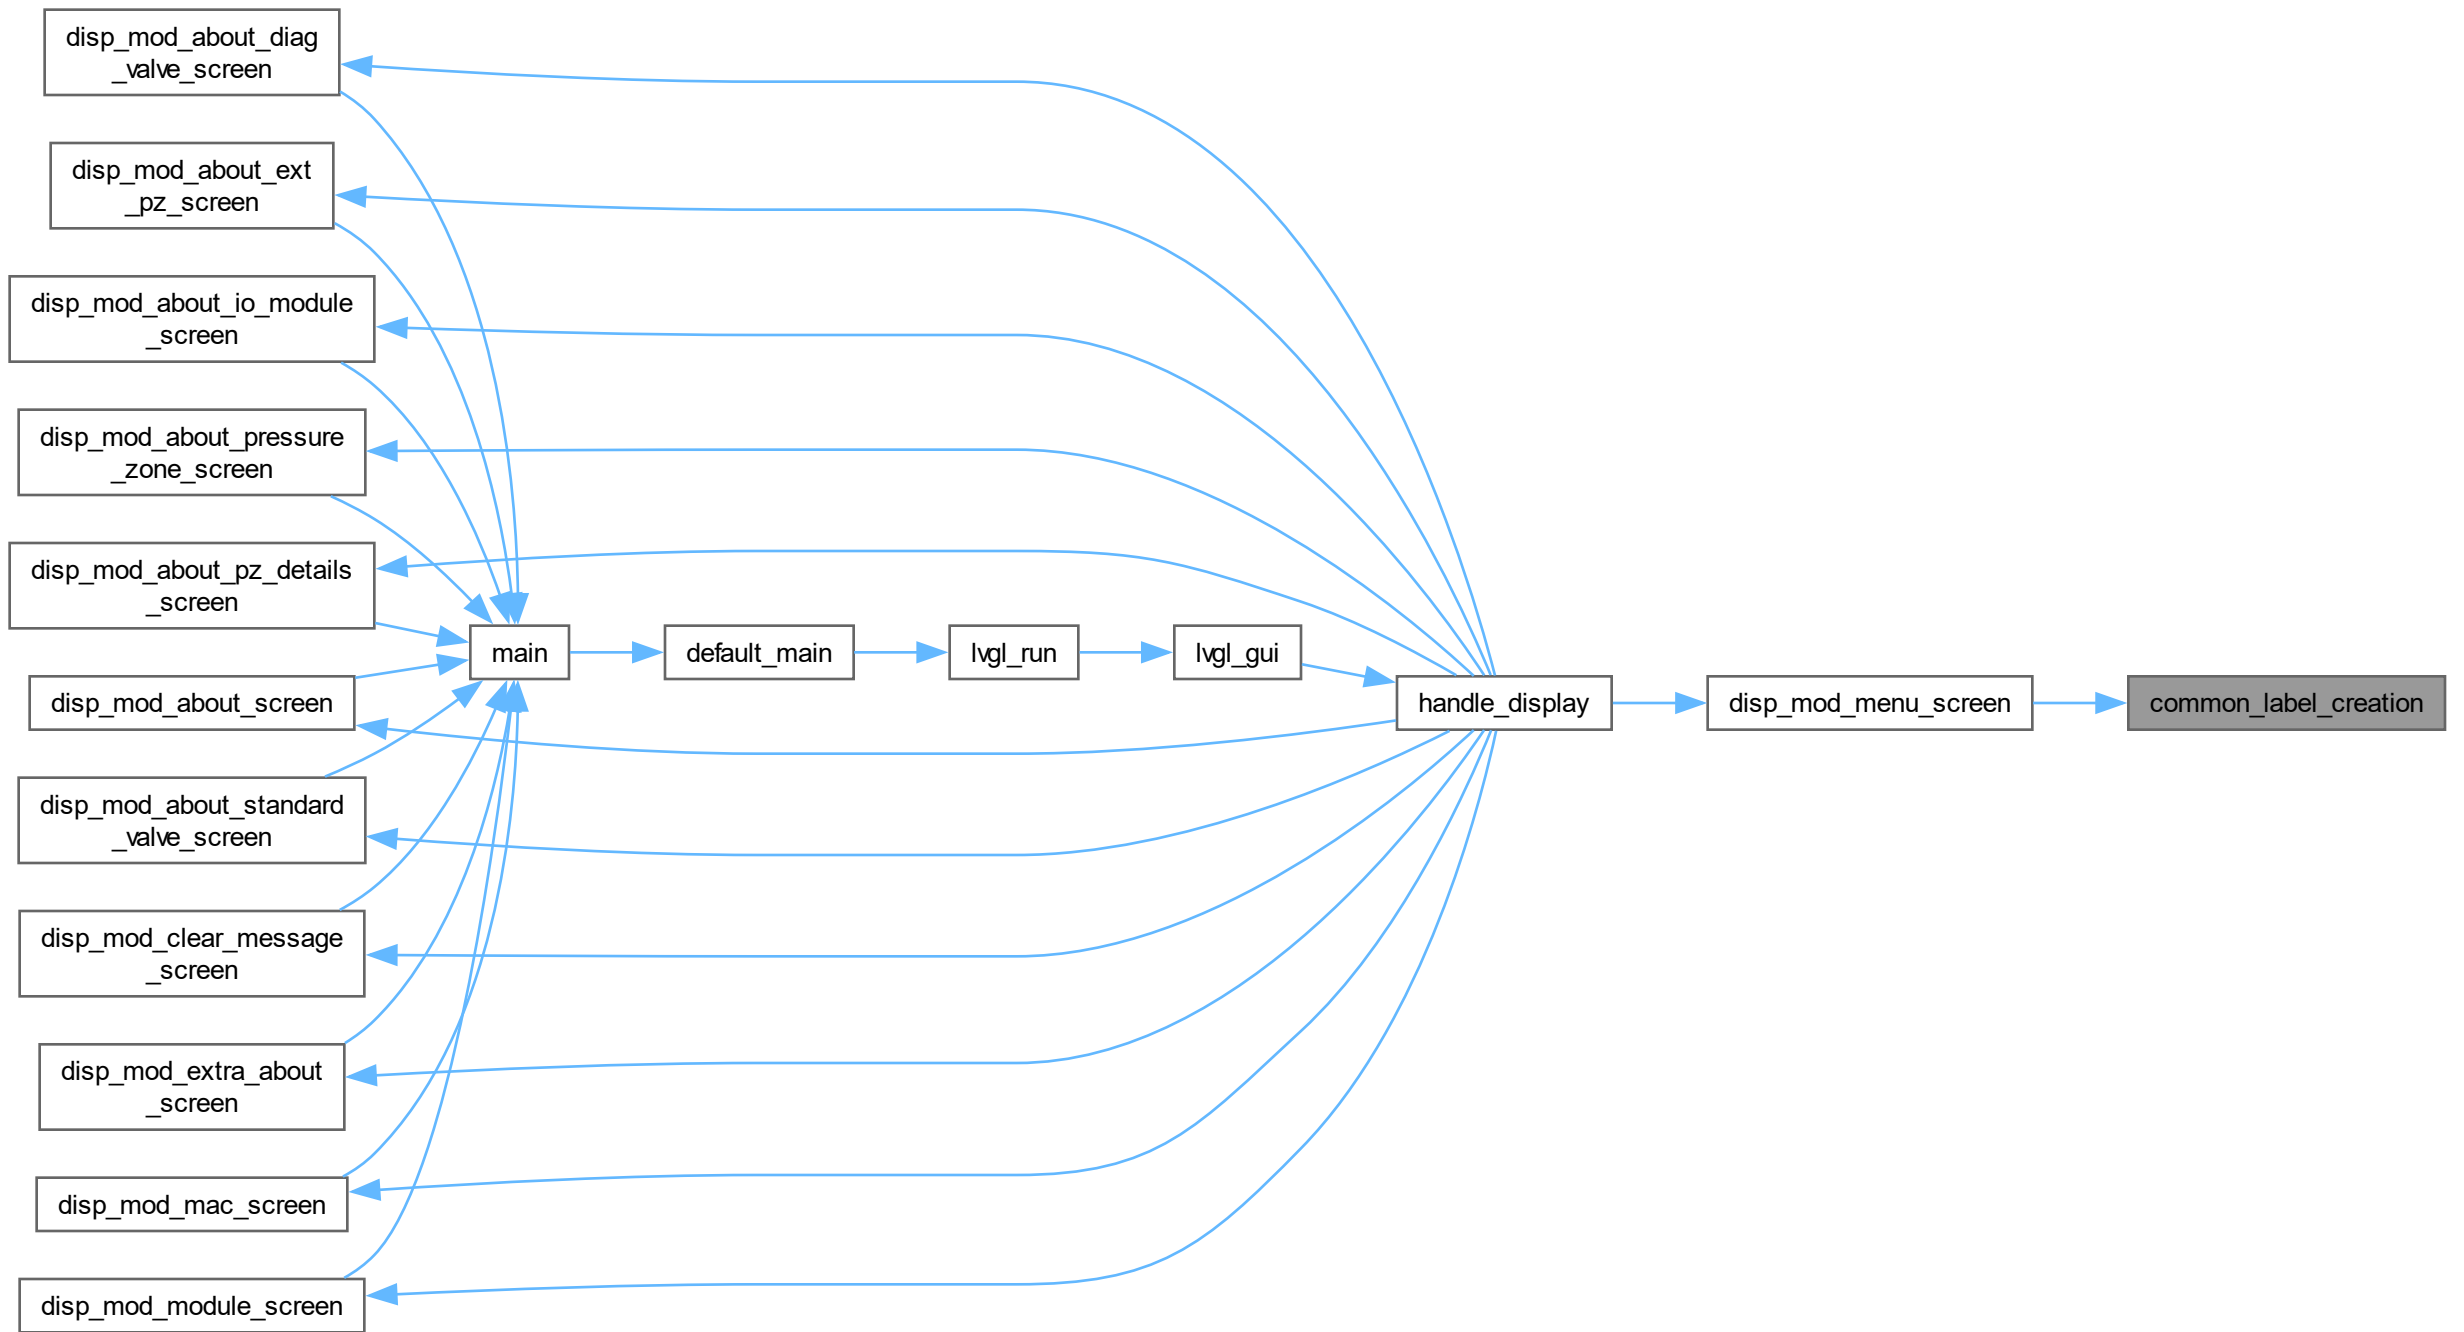 disp_mod_about_diag
_valve_screen
disp_mod_about_ext
_pz_screen
disp_mod_about_io_module
_screen
disp_mod_about_pressure
_zone_screen
disp_mod_about_pz_details
_screen
disp_mod_about_screen
disp_mod_about_standard
_valve_screen
disp_mod_clear_message
_screen
disp_mod_extra_about
_screen
disp_mod_mac_screen
disp_mod_module_screen
main
default_main
lvgl_run
lvgl_gui
handle_display
disp_mod_menu_screen
common_label_creation